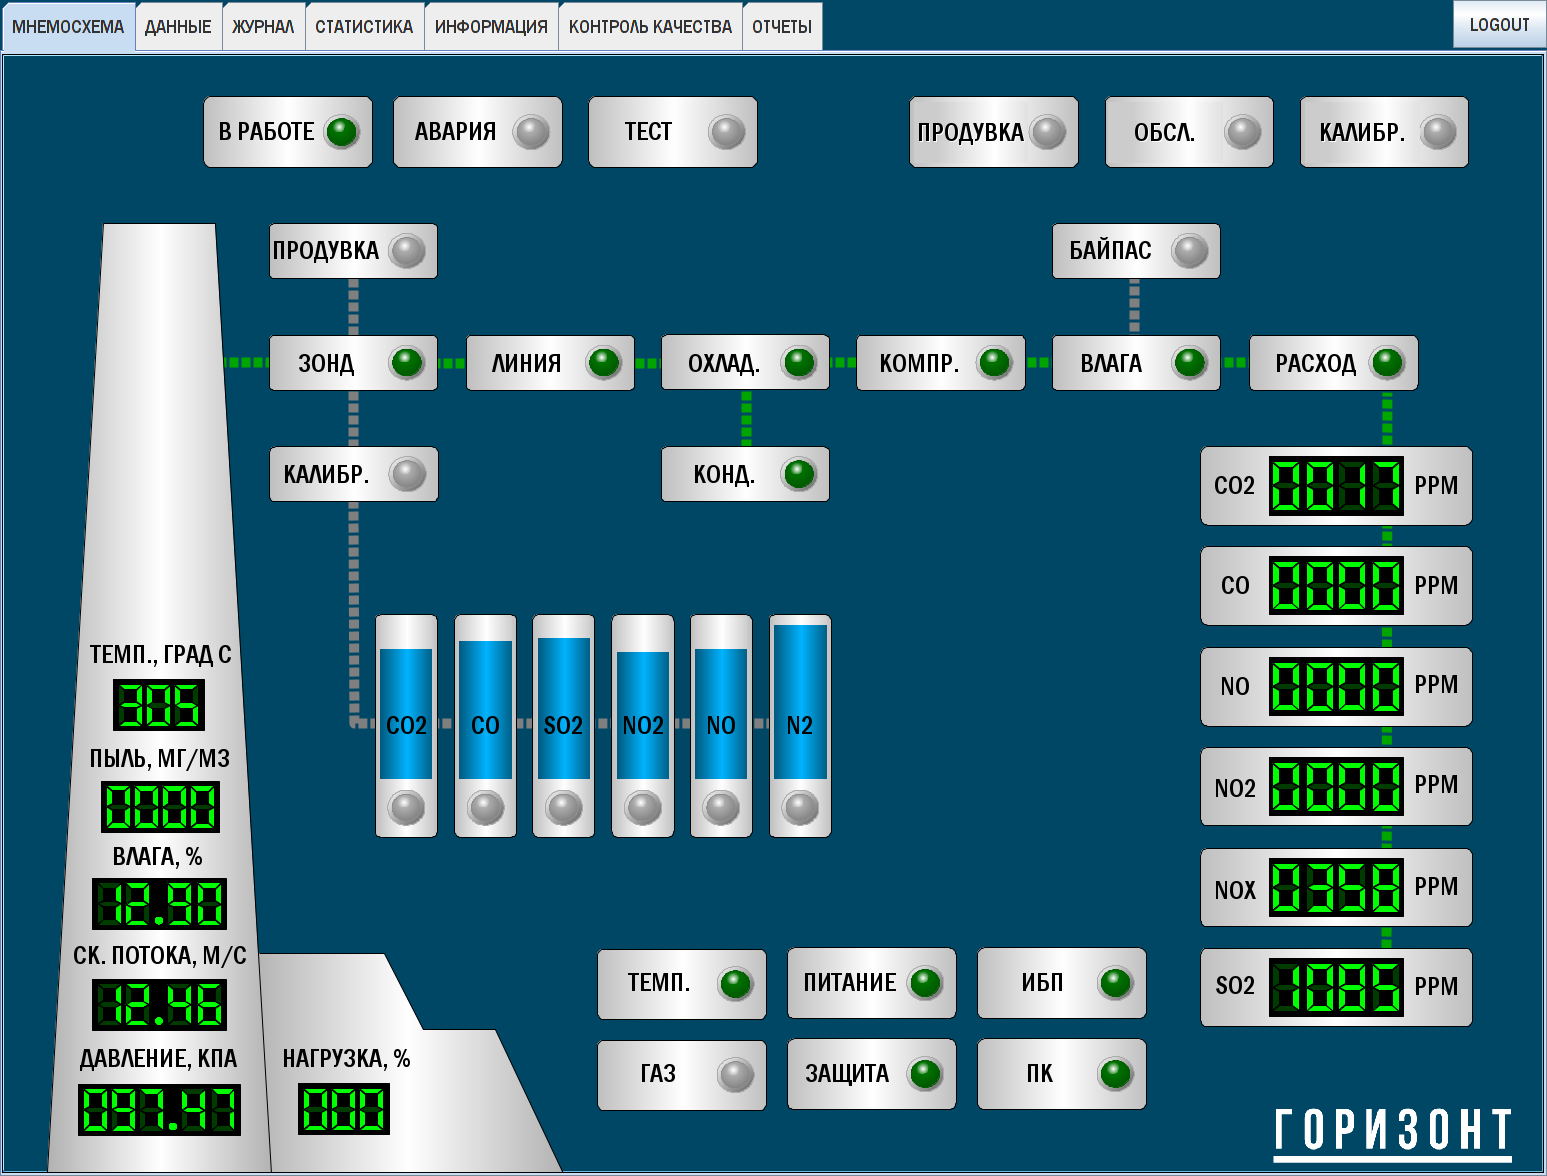 МНЕМОСХЕМА ДАННЫЕ ЖУРНАЛ СТАТИСТИКА ИНФОРМАЦИЯ КОНТРОЛЬ КАЧЕСТВА ОТЧЕТЫ LOGOUT
В РАБОТЕ АВАРИЯ ТЕСТ ПРОДУВКА ОБСЛ. КАЛИБР.
ПРОДУВКА БАЙПАС
ЗОНД ЛИНИЯ ОХЛАД. КОМПР. ВЛАГА РАСХОД
КАЛИБР. КОНД.
CO2 0017 PPM
CO 0000 PPM
NO 0000 PPM
NO2 0000 PPM
NOX 0358 PPM
SO2 1085 PPM
CO2 CO SO2 NO2 NO N2
ТЕМП., ГРАД С
305
ПЫЛЬ, МГ/М3
0000
ВЛАГА, %
12.90
СК. ПОТОКА, М/С
12.46
ДАВЛЕНИЕ, КПА
097.47
НАГРУЗКА, %
000
ТЕМП. ПИТАНИЕ ИБП
ГАЗ ЗАЩИТА ПК
ГОРИЗОНТ